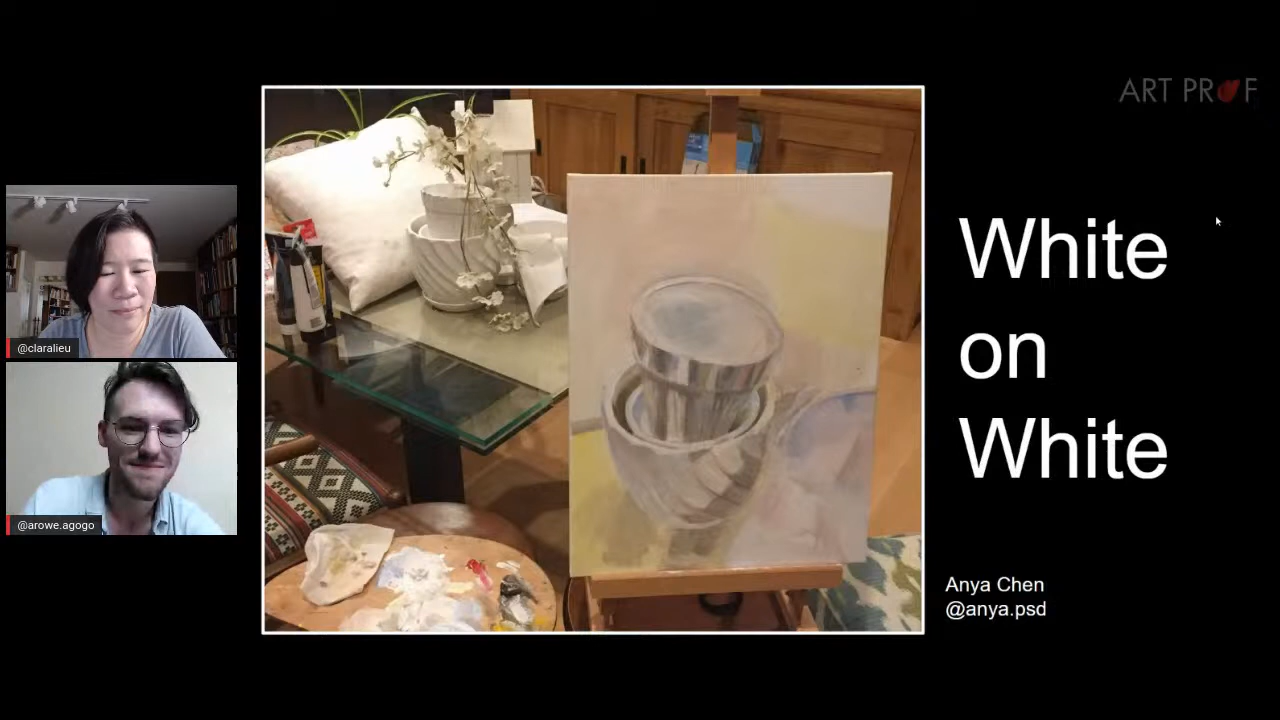 ART PROF
White
on
White
@claralieu
@arowe.agogo
Anya Chen
@anya.psd